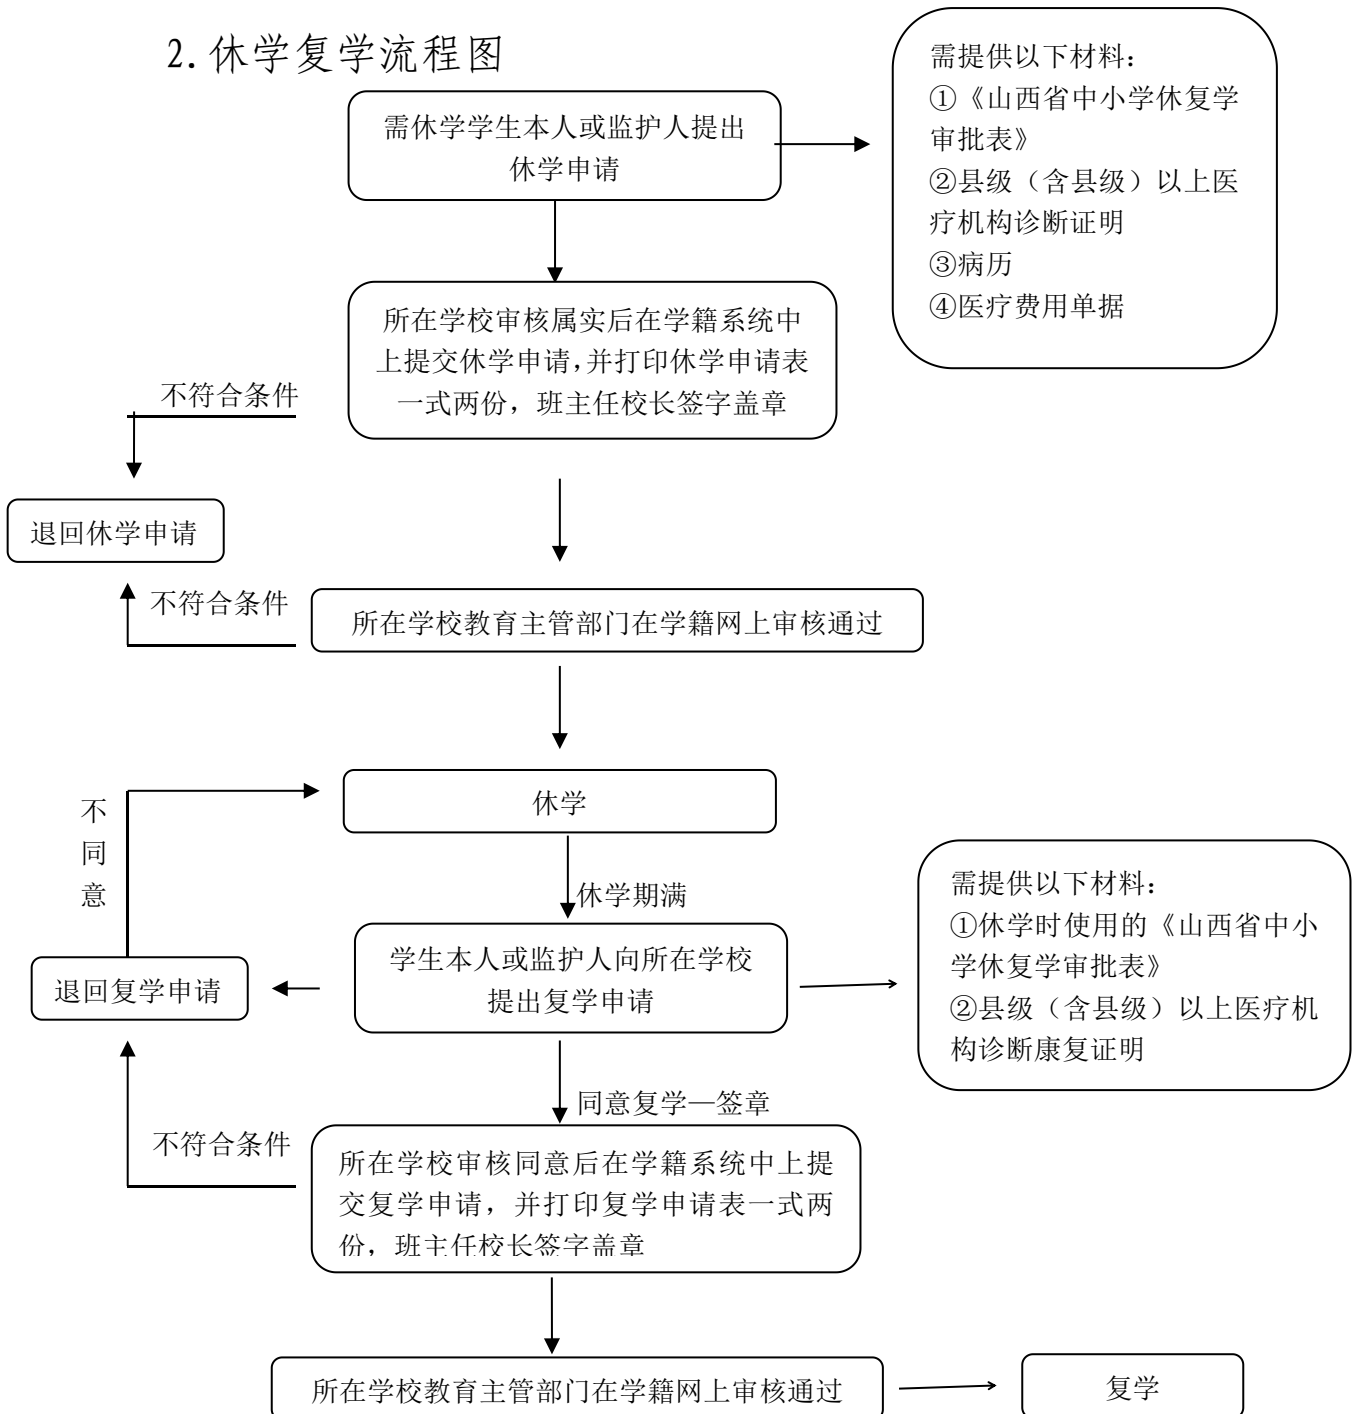 2.休学复学流程图
需提供以下材料：
①《山西省中小学休复学
审批表》
②县级（含县级）以上医
疗机构诊断证明
③病历
④医疗费用单据
需休学学生本人或监护人提出
休学申请
所在学校审核属实后在学籍系统中
上提交休学申请，并打印休学申请表
一式两份，班主任校长签字盖章
不符合条件
退回休学申请
不符合条件
所在学校教育主管部门在学籍网上审核通过
休学
不
同
意
休学期满
需提供以下材料：
①休学时使用的《山西省中小
学休复学审批表》
②县级（含县级）以上医疗机
构诊断康复证明
学生本人或监护人向所在学校
提出复学申请
退回复学申请
同意复学—签章
不符合条件
所在学校审核同意后在学籍系统中上提
交复学申请，并打印复学申请表一式两
份，班主任校长签字盖章
所在学校教育主管部门在学籍网上审核通过
复学